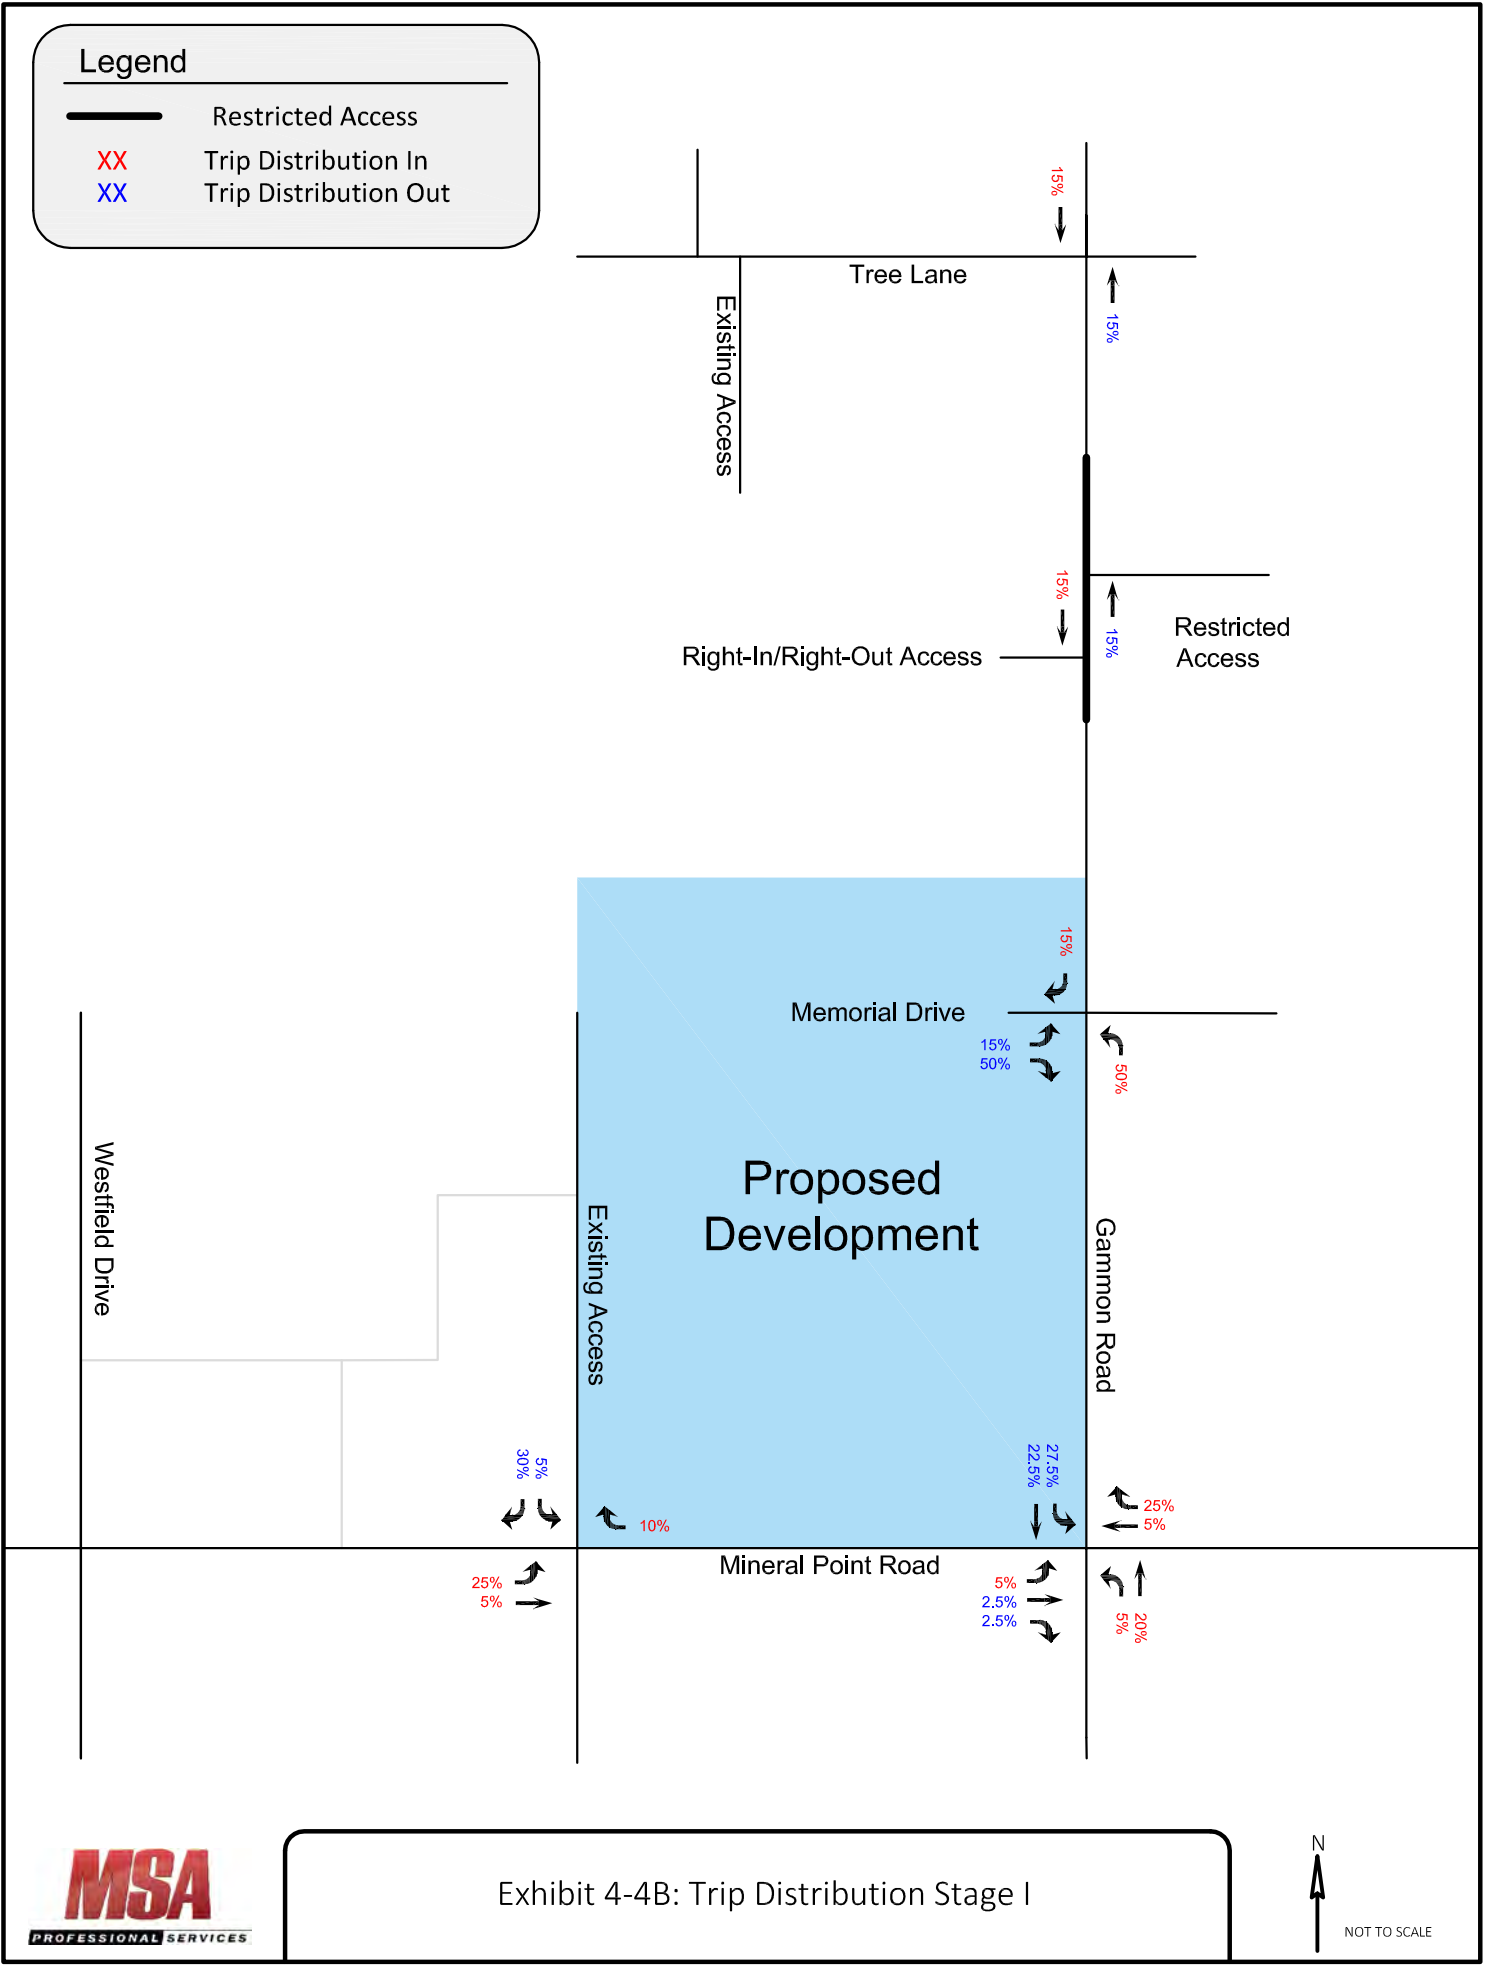 Legend
Restricted Access
XX Trip Distribution In
XX Trip Distribution Out
15%
Tree Lane
15%
Existing Access
15%
15%
Restricted
Access
Right-In/Right-Out Access
15%
Memorial Drive
15%
50%
50%
Proposed
Development
Westfield Drive
Existing Access
Gammon Road
30%
5%
10%
22.5%
27.5%
25%
5%
Mineral Point Road
25%
5%
5%
2.5%
2.5%
5%
20%
MSA
PROFESSIONAL SERVICES
Exhibit 4-4B: Trip Distribution Stage I
N
NOT TO SCALE